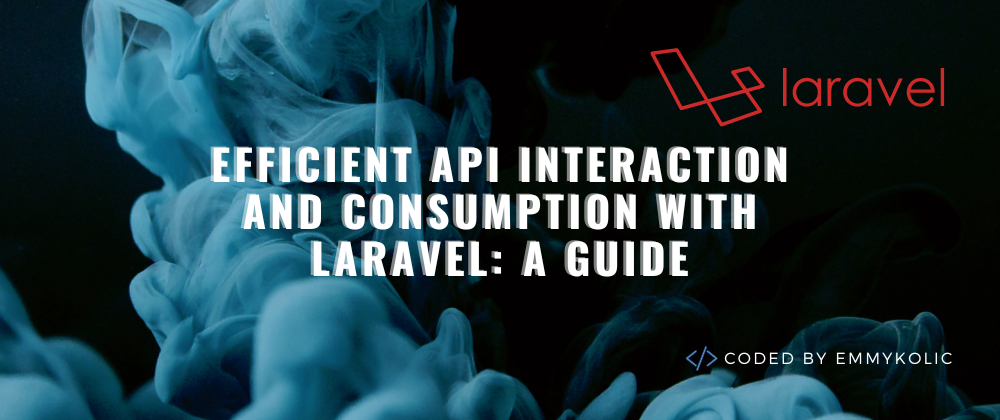 laravel
EFFICIENT API INTERACTION
AND CONSUMPTION WITH
LARAVEL: A GUIDE
</> CODED BY EMMYKOLIC